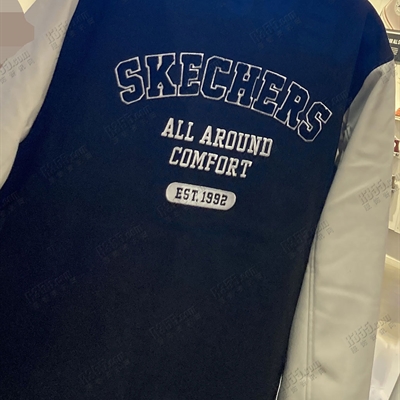 SKECHERS
ALL AROUND
COMFORT
EST. 1992